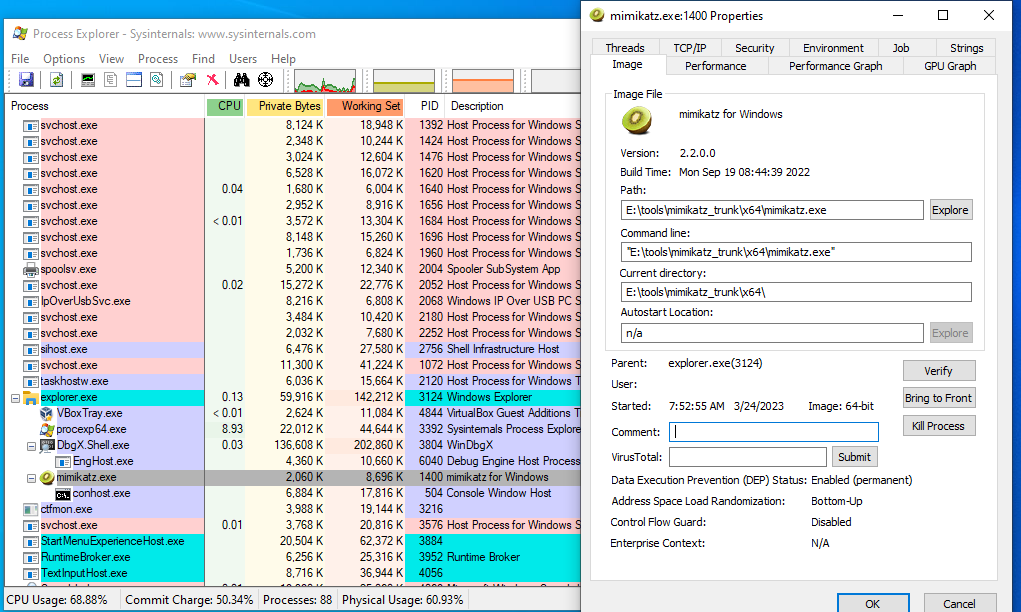 Process Explorer - Sysinternals: www.sysinternals.com
File Options View Process Find Users Help
Process CPU Private Bytes Working Set PID Description
svchost.exe 8,124 K 18,948 K 1392 Host Process for Windows S
svchost.exe 2,348 K 10,244 K 1424 Host Process for Windows S
svchost.exe 3,024 K 12,604 K 1476 Host Process for Windows S
svchost.exe 6,528 K 16,072 K 1620 Host Process for Windows S
svchost.exe 0.04 1,680 K 6,004 K 1640 Host Process for Windows S
svchost.exe 2,952 K 8,916 K 1656 Host Process for Windows S
svchost.exe < 0.01 3,572 K 13,304 K 1684 Host Process for Windows S
svchost.exe 8,148 K 15,260 K 1696 Host Process for Windows S
svchost.exe 1,736 K 6,824 K 1960 Host Process for Windows S
spoolsv.exe 5,200 K 12,340 K 2004 Spooler SubSystem App
svchost.exe 0.02 15,272 K 22,776 K 2052 Host Process for Windows S
IpOverUsbSvc.exe 8,216 K 6,808 K 2068 Windows IP Over USB PC S
svchost.exe 3,484 K 10,420 K 2180 Host Process for Windows S
svchost.exe 2,032 K 7,680 K 2252 Host Process for Windows S
sihost.exe 6,476 K 27,580 K 2756 Shell Infrastructure Host
svchost.exe 11,300 K 41,224 K 1072 Host Process for Windows S
taskhostw.exe 6,036 K 15,664 K 2120 Host Process for Windows T
explorer.exe 0.13 59,916 K 142,212 K 3124 Windows Explorer
VBoxTray.exe < 0.01 2,624 K 11,084 K 4844 VirtualBox Guest Additions T
procexp64.exe 8.93 22,012 K 44,644 K 3392 Sysinternals Process Explore
DbgX.Shell.exe 0.03 136,608 K 202,860 K 3804 WinDbgX
EngHost.exe 4,360 K 10,660 K 6040 Debug Engine Host Process
mimikatz.exe 2,060 K 8,696 K 1400 mimikatz for Windows
conhost.exe 6,884 K 17,816 K 504 Console Window Host
ctfmon.exe 3,988 K 19,144 K 3216
svchost.exe 0.01 3,768 K 20,816 K 3576 Host Process for Windows S
StartMenuExperienceHost.exe 20,504 K 62,372 K 3884
RuntimeBroker.exe 6,256 K 25,316 K 3952 Runtime Broker
TextInputHost.exe 8,716 K 36,944 K 4056
CPU Usage: 68.88% Commit Charge: 50.34% Processes: 88 Physical Usage: 60.93%
mimikatz.exe:1400 Properties
Threads TCP/IP Security Environment Job Strings
Image Performance Performance Graph GPU Graph
Image File
mimikatz for Windows
Version: 2.2.0.0
Build Time: Mon Sep 19 08:44:39 2022
Path:
E:\tools\mimikatz_trunk\x64\mimikatz.exe Explore
Command line:
"E:\tools\mimikatz_trunk\x64\mimikatz.exe"
Current directory:
E:\tools\mimikatz_trunk\x64\
Autostart Location:
n/a Explore
Parent: explorer.exe(3124) Verify
User:
Bring to Front
Started: 7:52:55 AM 3/24/2023 Image: 64-bit
Comment: Kill Process
VirusTotal: Submit
Data Execution Prevention (DEP) Status: Enabled (permanent)
Address Space Load Randomization: Bottom-Up
Control Flow Guard: Disabled
Enterprise Context: N/A
OK Cancel